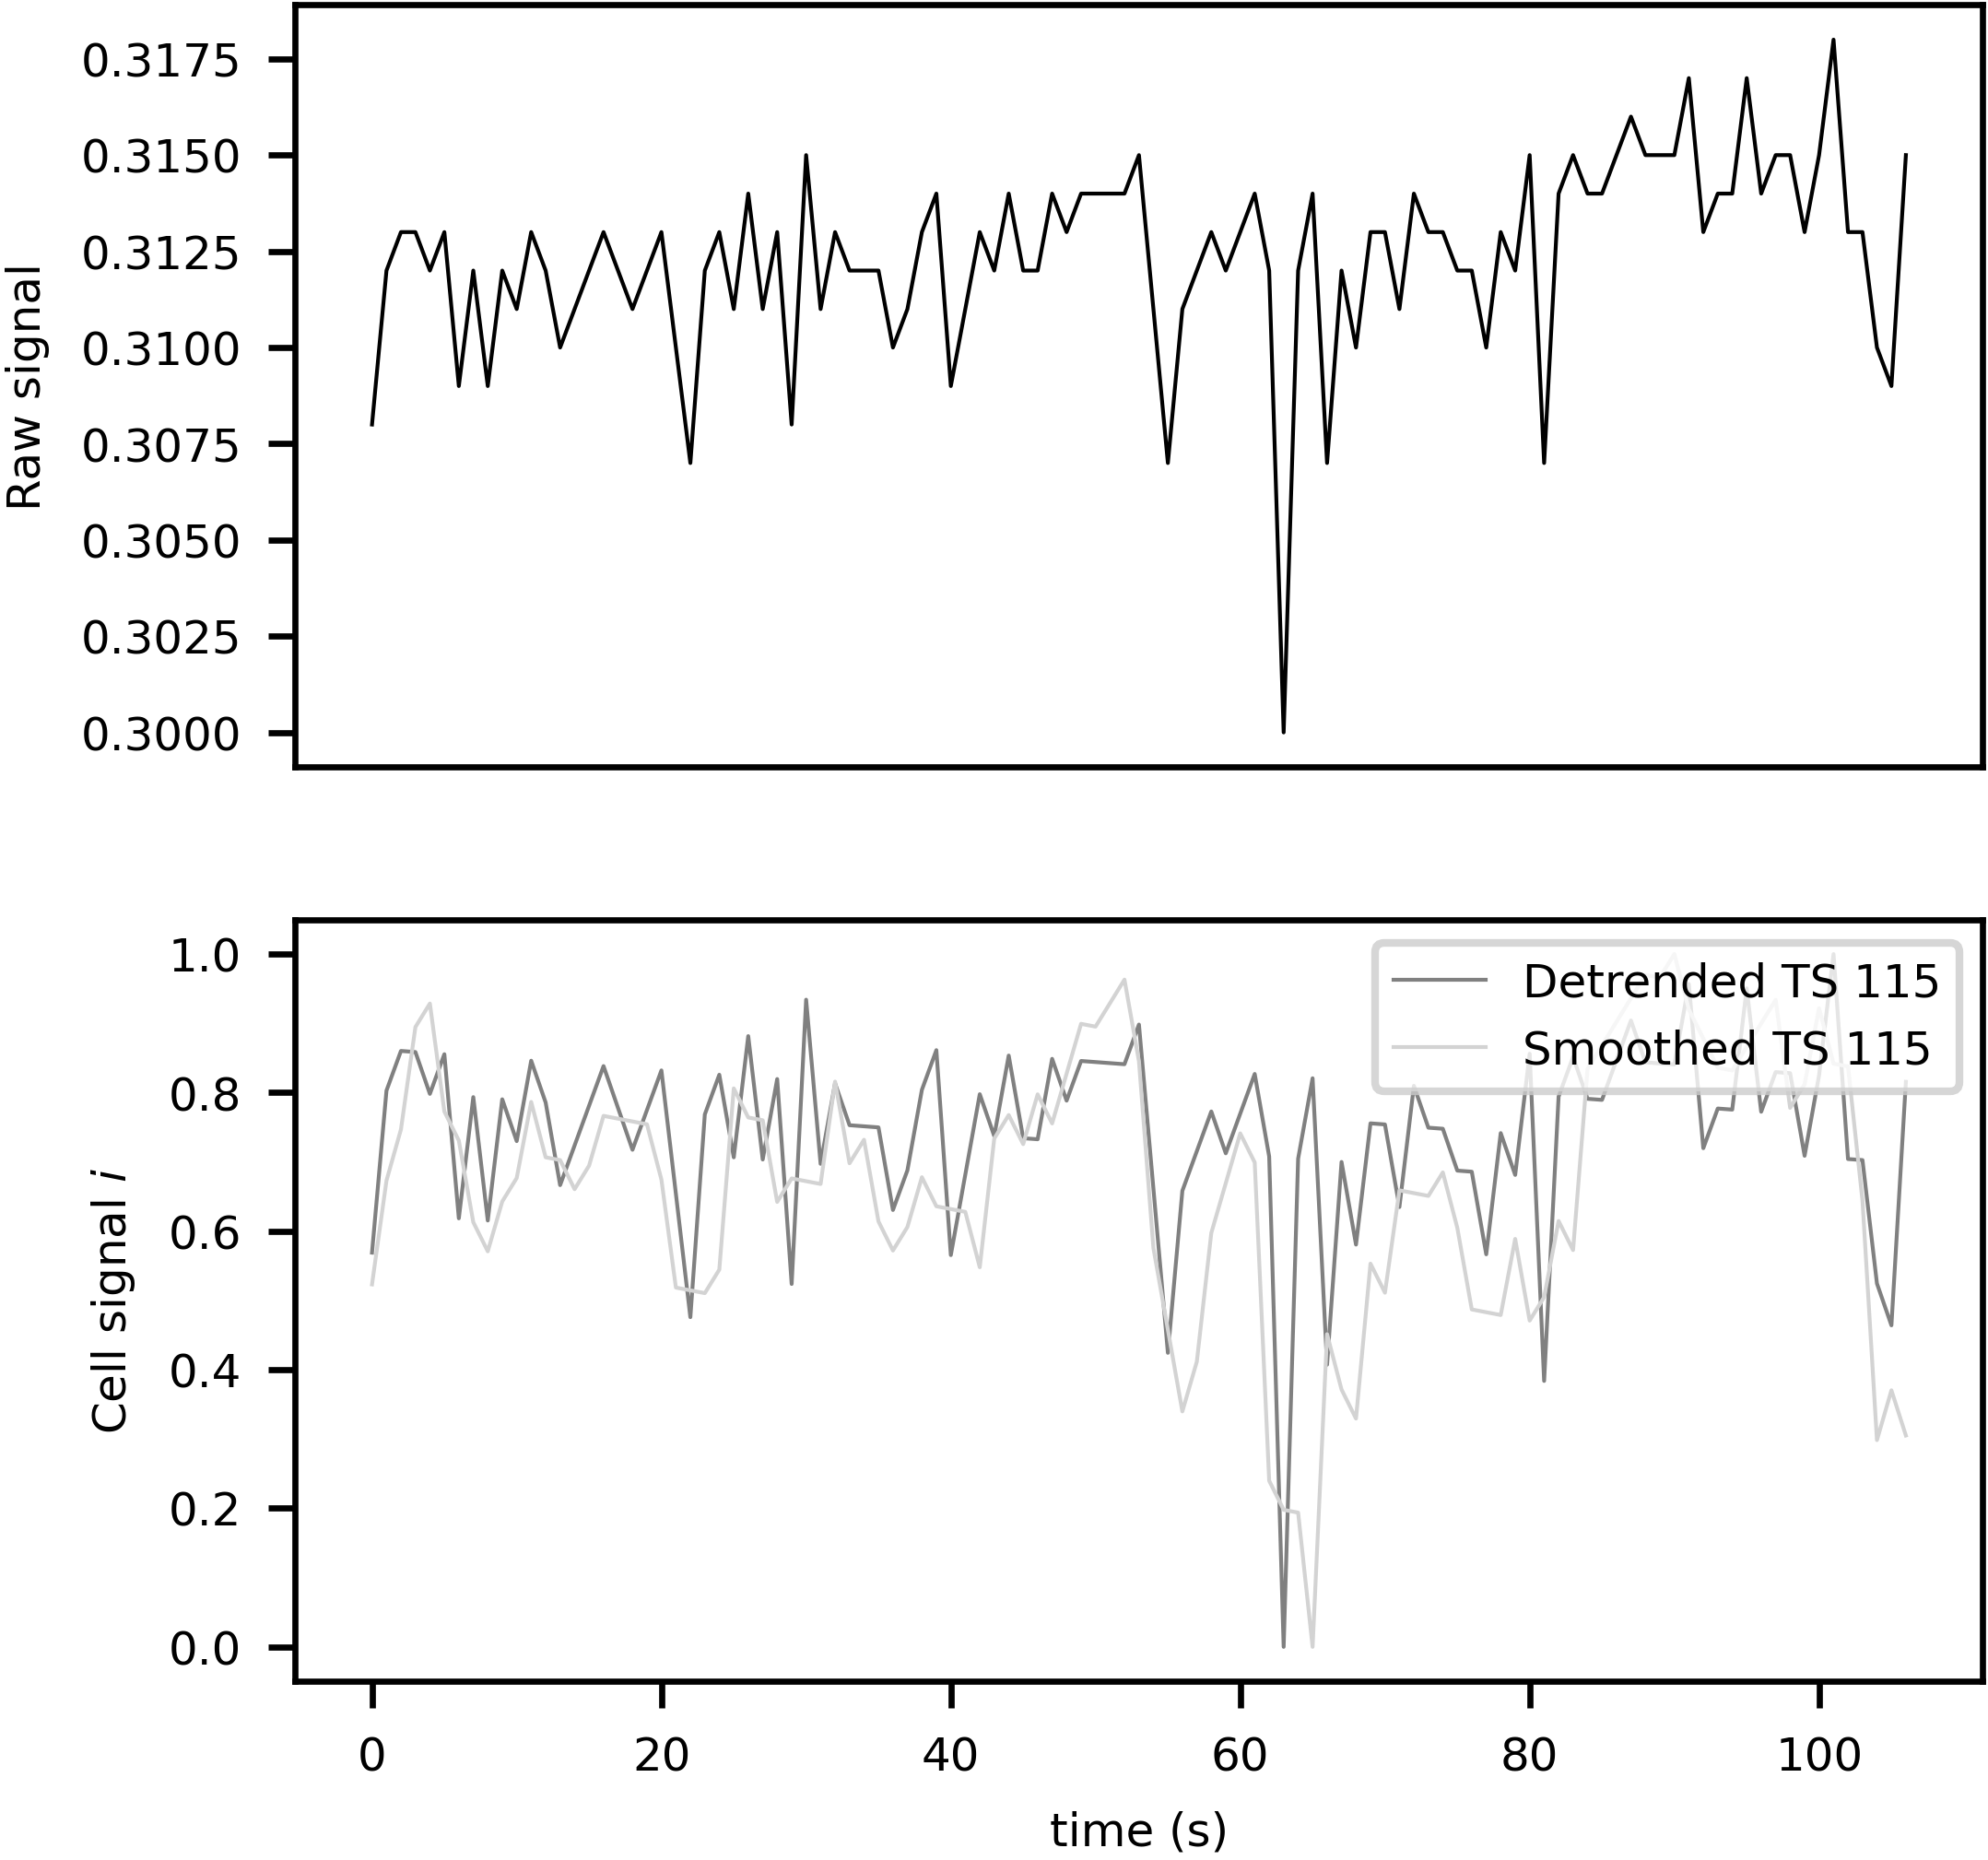 Raw signal
0.3175
0.3150
0.3125
0.3100
0.3075
0.3050
0.3025
0.3000
Cell signal i
1.0
0.8
0.6
0.4
0.2
0.0
Detrended TS 115
Smoothed TS 115
0 20 40 60 80 100
time (s)